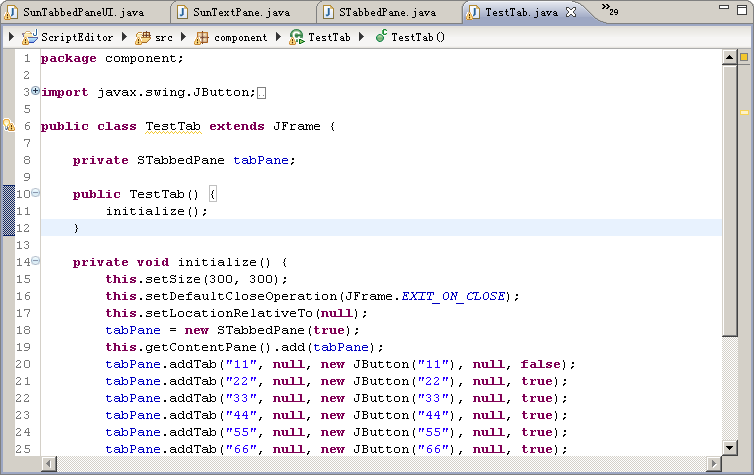 SunTabbedPaneUI.java SunTextPane.java STabbedPane.java TestTab.java 29
ScriptEditor src component TestTab TestTab()
1 package component;
2
3 import javax.swing.JButton;
5
6 public class TestTab extends JFrame {
7
8 private STabbedPane tabPane;
9
10 public TestTab() {
11 initialize();
12 }
13
14 private void initialize() {
15 this.setSize(300, 300);
16 this.setDefaultCloseOperation(JFrame.EXIT_ON_CLOSE);
17 this.setLocationRelativeTo(null);
18 tabPane = new STabbedPane(true);
19 this.getContentPane().add(tabPane);
20 tabPane.addTab("11", null, new JButton("11"), null, false);
21 tabPane.addTab("22", null, new JButton("22"), null, true);
22 tabPane.addTab("33", null, new JButton("33"), null, true);
23 tabPane.addTab("44", null, new JButton("44"), null, true);
24 tabPane.addTab("55", null, new JButton("55"), null, true);
25 tabPane.addTab("66", null, new JButton("66"), null, true);